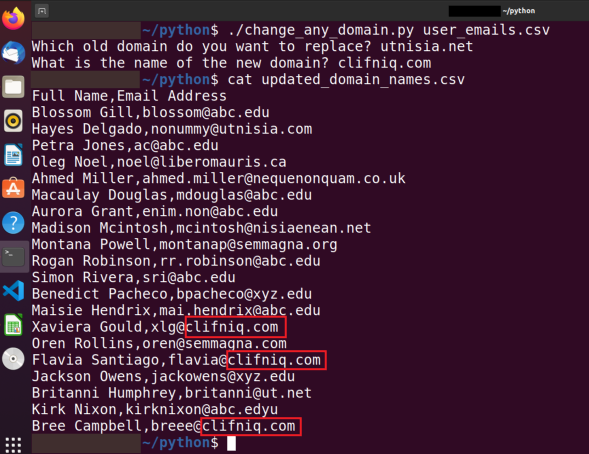 ~/python
~/python$ ./change_any_domain.py user_emails.csv
Which old domain do you want to replace? utnisia.net
What is the name of the new domain? clifniq.com
~/python$ cat updated_domain_names.csv
Full Name,Email Address
Blossom Gill,blossom@abc.edu
Hayes Delgado,nonummy@utnisia.com
Petra Jones,ac@abc.edu
Oleg Noel,noel@liberomauris.ca
Ahmed Miller,ahmed.miller@nequenonquam.co.uk
Macaulay Douglas,mdouglas@abc.edu
Aurora Grant,enim.non@abc.edu
Madison Mcintosh,mcintosh@nisiaenean.net
Montana Powell,montanap@semmagna.org
Rogan Robinson,rr.robinson@abc.edu
Simon Rivera,sri@abc.edu
Benedict Pacheco,bpacheco@xyz.edu
Maisie Hendrix,mai.hendrix@abc.edu
Xaviera Gould,xlg@clifniq.com
Oren Rollins,oren@semmagna.com
Flavia Santiago,flavia@clifniq.com
Jackson Owens,jackowens@xyz.edu
Britanni Humphrey,britanni@ut.net
Kirk Nixon,kirknixon@abc.edyu
Bree Campbell,breee@clifniq.com
~/python$